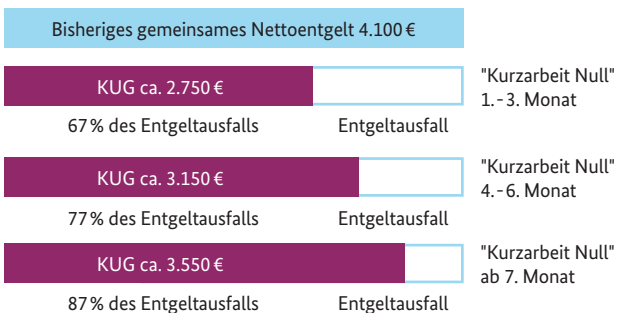 Bisheriges gemeinsames Nettoentgelt 4.100 €
KUG ca. 2.750 €
"Kurzarbeit Null"
1.-3. Monat
67 % des Entgeltausfalls
Entgeltausfall
KUG ca. 3.150 €
"Kurzarbeit Null"
4.-6. Monat
77 % des Entgeltausfalls
Entgeltausfall
KUG ca. 3.550 €
"Kurzarbeit Null"
ab 7. Monat
87 % des Entgeltausfalls
Entgeltausfall